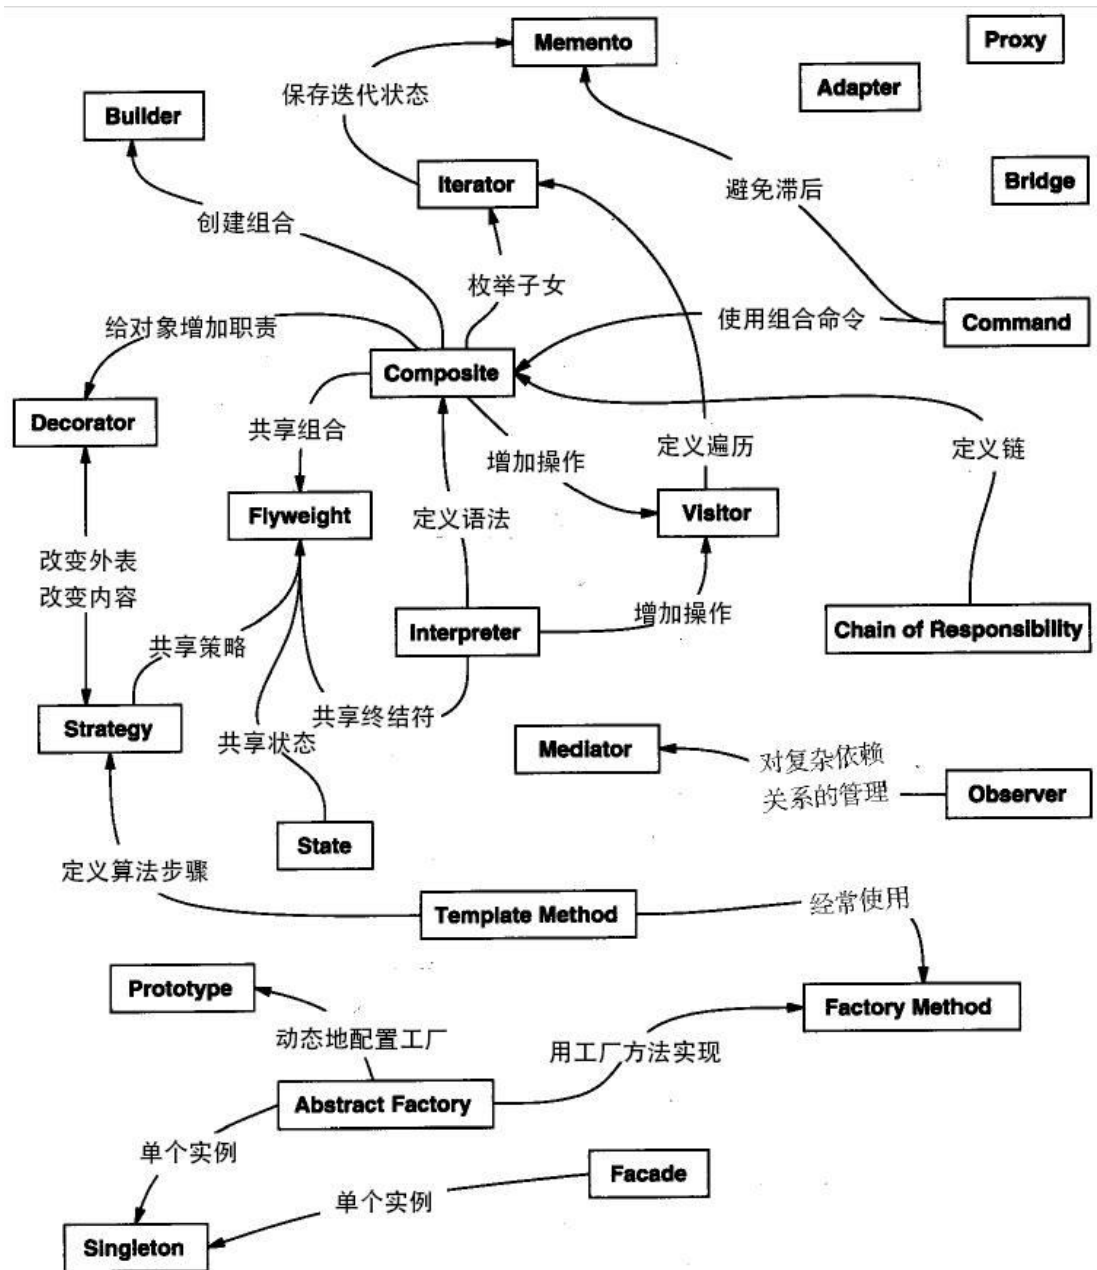 Memento
Proxy
Adapter
保存迭代状态
Builder
Iterator
避免滞后
Bridge
创建组合
枚举子女
给对象增加职责
使用组合命令
Command
Composite
Decorator
共享组合
增加操作
定义遍历
定义链
Flyweight
定义语法
Visitor
改变外表
改变内容
共享策略
Interpreter
增加操作
Chain of Responsibility
Strategy
共享状态
共享终结符
Mediator
对复杂依赖
关系的管理
Observer
State
定义算法步骤
Template Method
经常使用
Prototype
Factory Method
动态地配置工厂
用工厂方法实现
Abstract Factory
单个实例
Facade
单个实例
Singleton